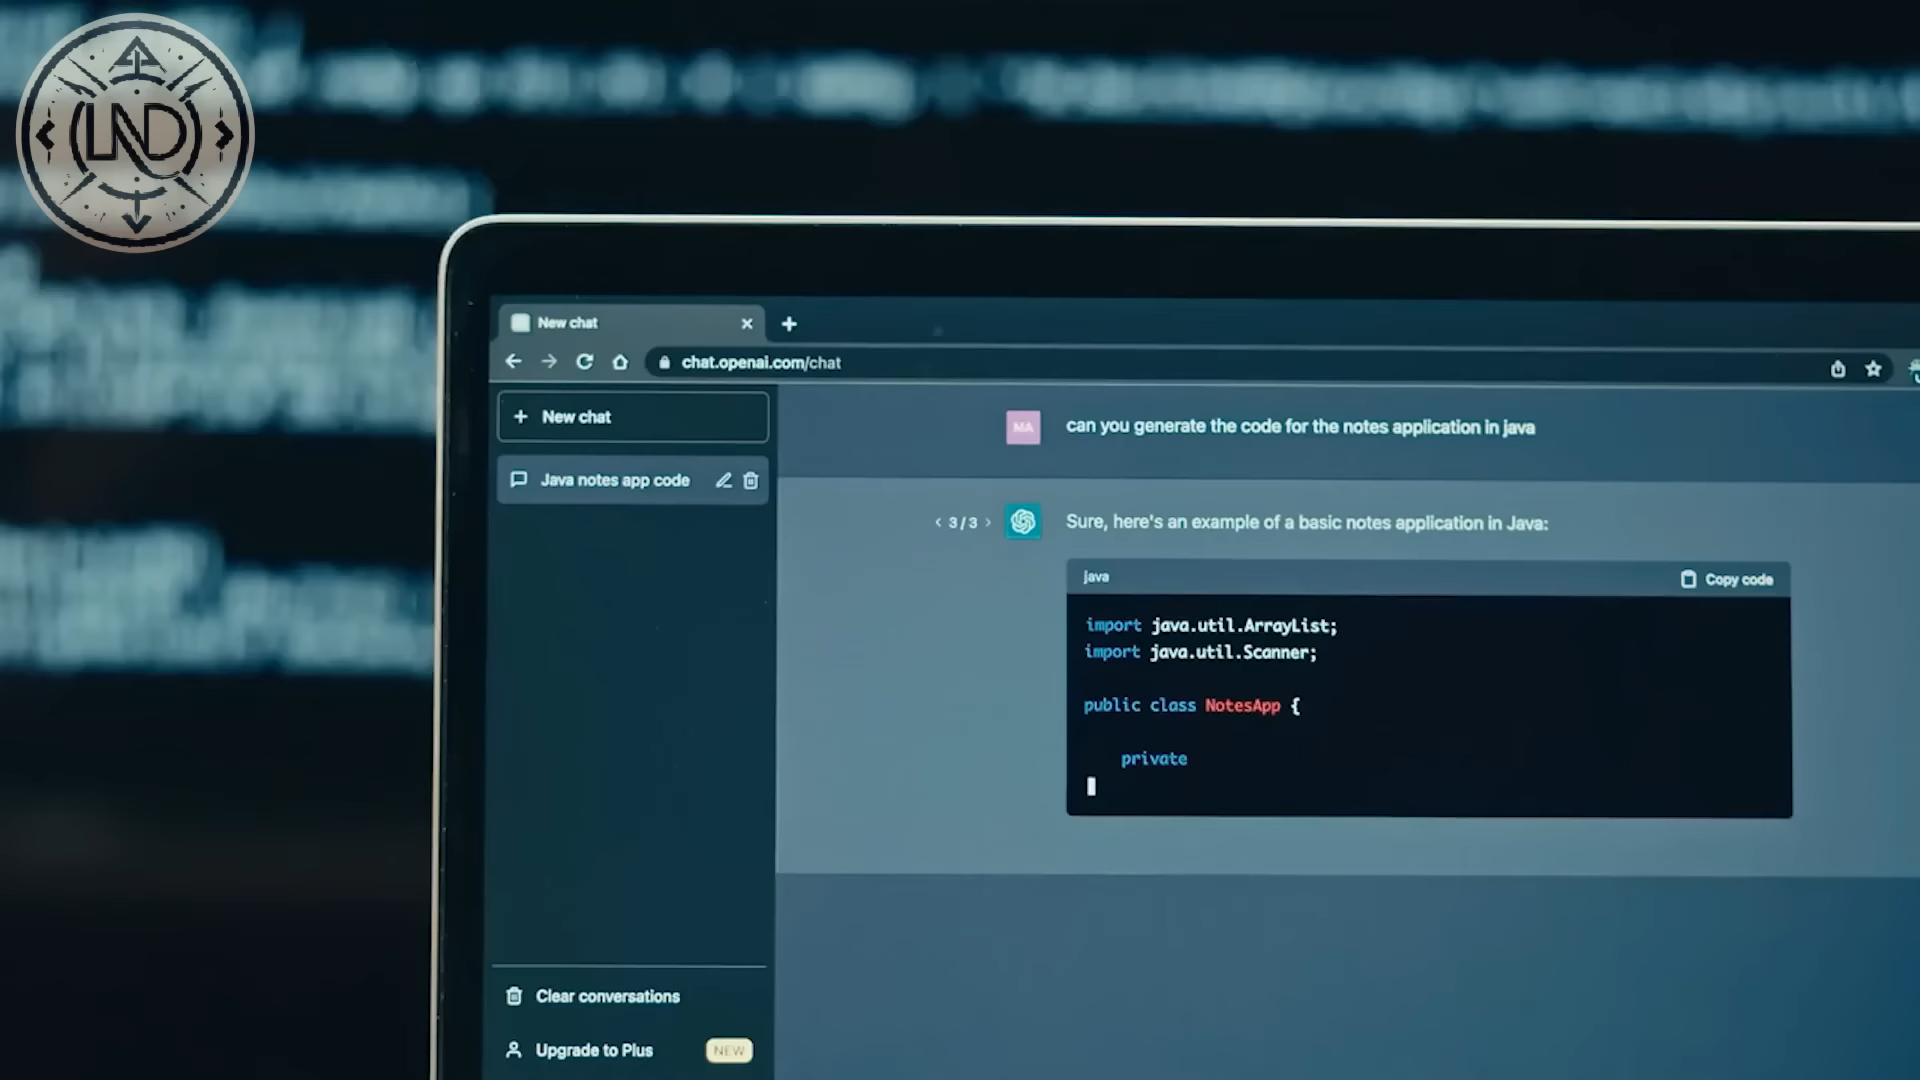 LND
New chat
chat.openai.com/chat
New chat
Java notes app code
can you generate the code for the notes application in java
MA
3/3
Sure, here's an example of a basic notes application in Java:
java
Copy code
import java.util.ArrayList;
import java.util.Scanner;
public class NotesApp {
private
Clear conversations
Upgrade to Plus
NEW